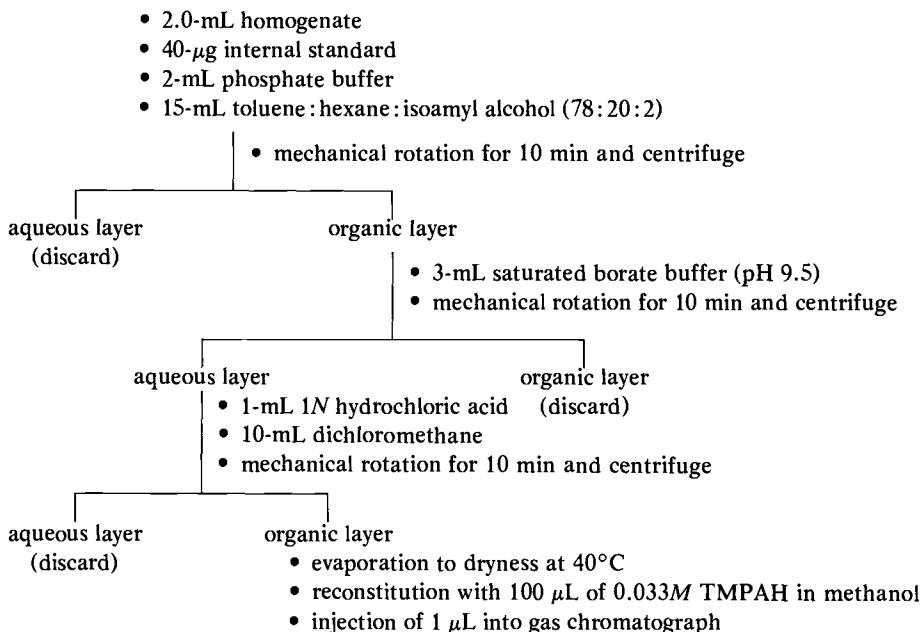 • 2.0-mL homogenate
• 40-μg internal standard
• 2-mL phosphate buffer
• 15-mL toluene:hexane:isoamyl alcohol (78:20:2)
• mechanical rotation for 10 min and centrifuge
aqueous layer
(discard)
organic layer
• 3-mL saturated borate buffer (pH 9.5)
• mechanical rotation for 10 min and centrifuge
aqueous layer
organic layer
(discard)
• 1-mL 1N hydrochloric acid
• 10-mL dichloromethane
• mechanical rotation for 10 min and centrifuge
aqueous layer
(discard)
organic layer
• evaporation to dryness at 40°C
• reconstitution with 100 μL of 0.033M TMPAH in methanol
• injection of 1 μL into gas chromatograph